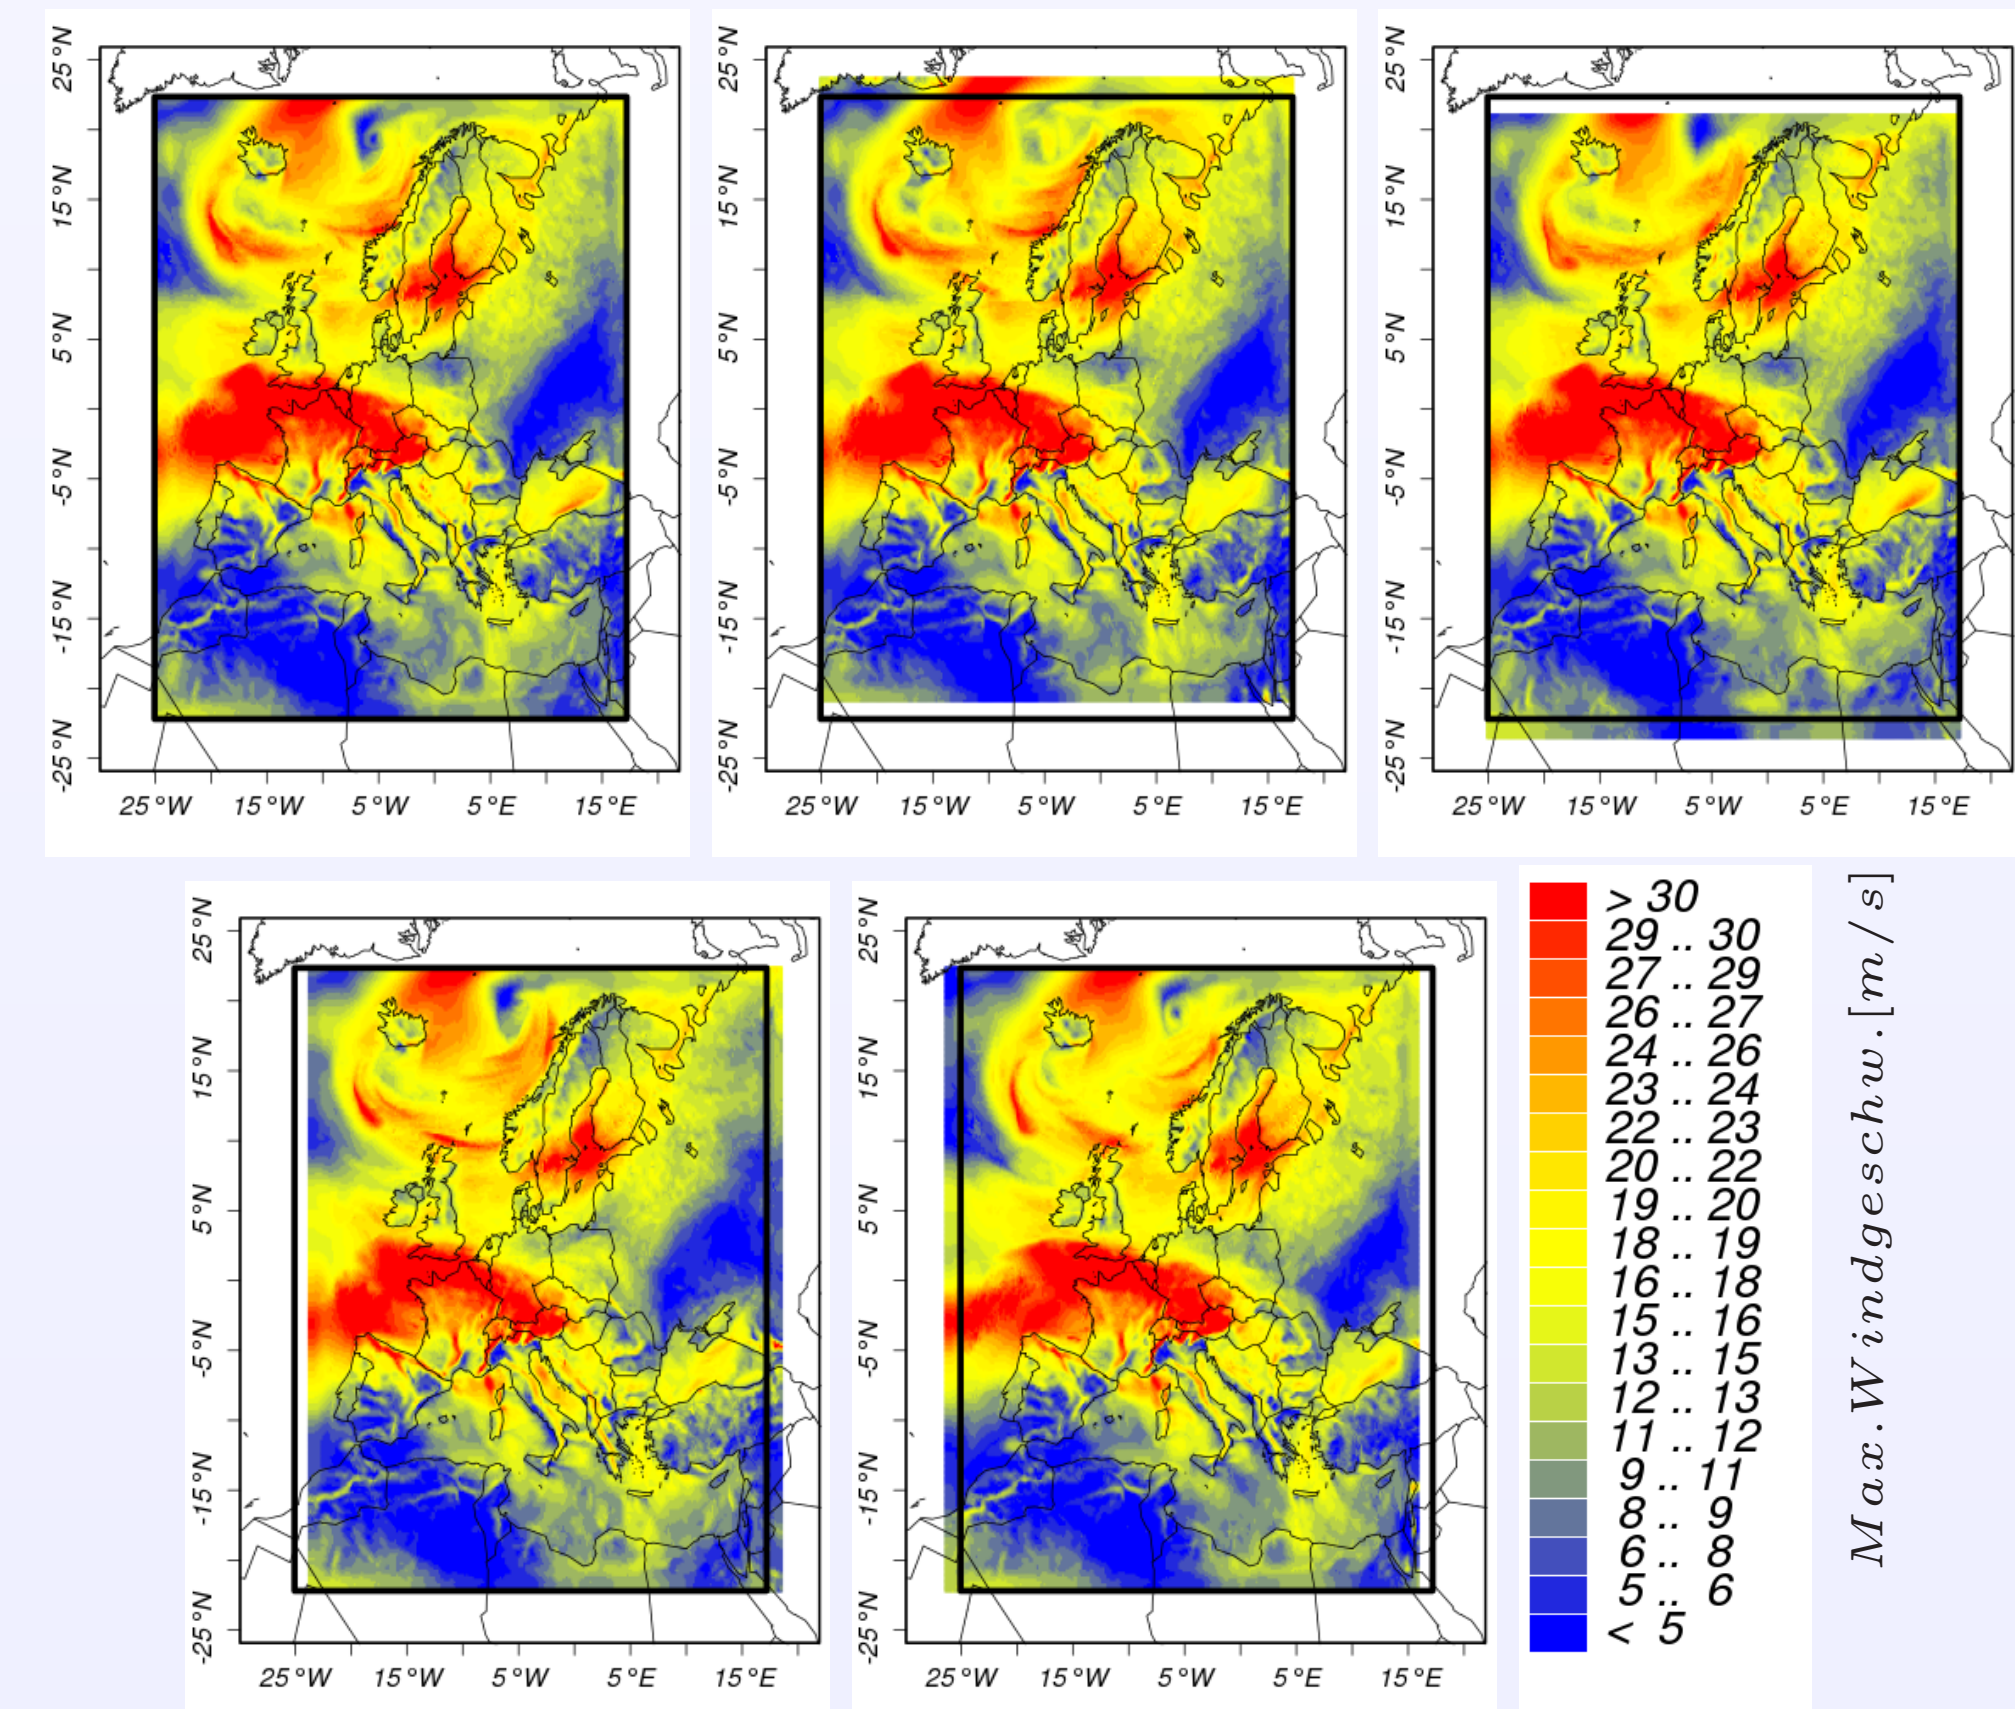 25°N
15°N
5°N
-5°N
-15°N
-25°N
25°W 15°W 5°W 5°E 15°E
25°N
15°N
5°N
-5°N
-15°N
-25°N
25°W 15°W 5°W 5°E 15°E
25°N
15°N
5°N
-5°N
-15°N
-25°N
25°W 15°W 5°W 5°E 15°E
25°N
15°N
5°N
-5°N
-15°N
-25°N
25°W 15°W 5°W 5°E 15°E
25°N
15°N
5°N
-5°N
-15°N
-25°N
25°W 15°W 5°W 5°E 15°E
> 30
29 .. 30
27 .. 29
26 .. 27
24 .. 26
23 .. 24
22 .. 23
20 .. 22
19 .. 20
18 .. 19
16 .. 18
15 .. 16
13 .. 15
12 .. 13
11 .. 12
9 .. 11
8 .. 9
6 .. 8
5 .. 6
< 5
Max.Windgeschw.[m/s]